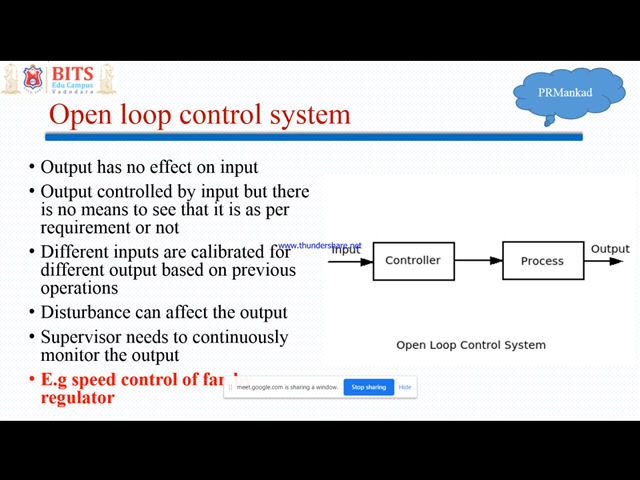 BITS
Edu Campus
Vadodara
PRMankad
Open loop control system
• Output has no effect on input
• Output controlled by input but there
is no means to see that it is as per
requirement or not
www.thundershare.net
• Different inputs are calibrated for
different output based on previous
operations
• Disturbance can affect the output
• Supervisor needs to continuously
monitor the output
• E.g speed control of fan
regulator
Input
Controller
Process
Output
Open Loop Control System
meet.google.com is sharing a window.
Stop sharing
Hide